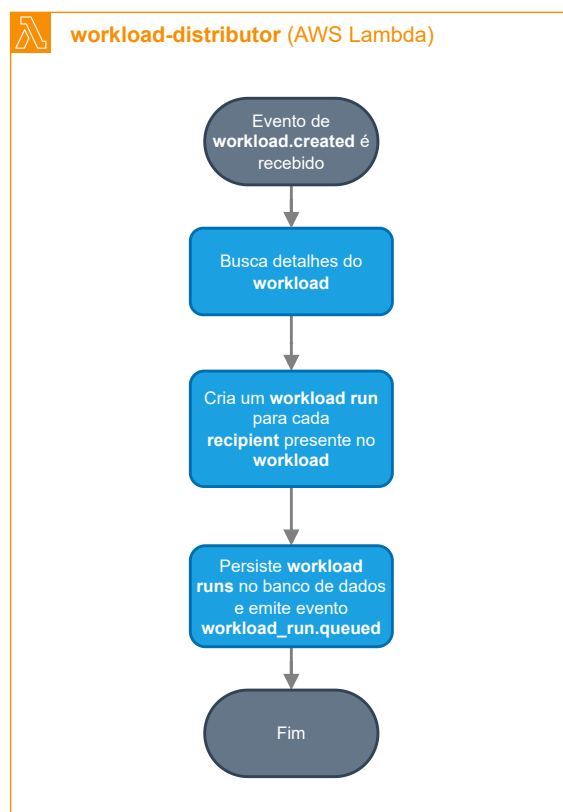 workload-distributor (AWS Lambda)
Evento de
workload.created é
recebido
Busca detalhes do
workload
Cria um workload run
para cada
recipient presente no
workload
Persiste workload
runs no banco de dados
e emite evento
workload_run.queued
Fim